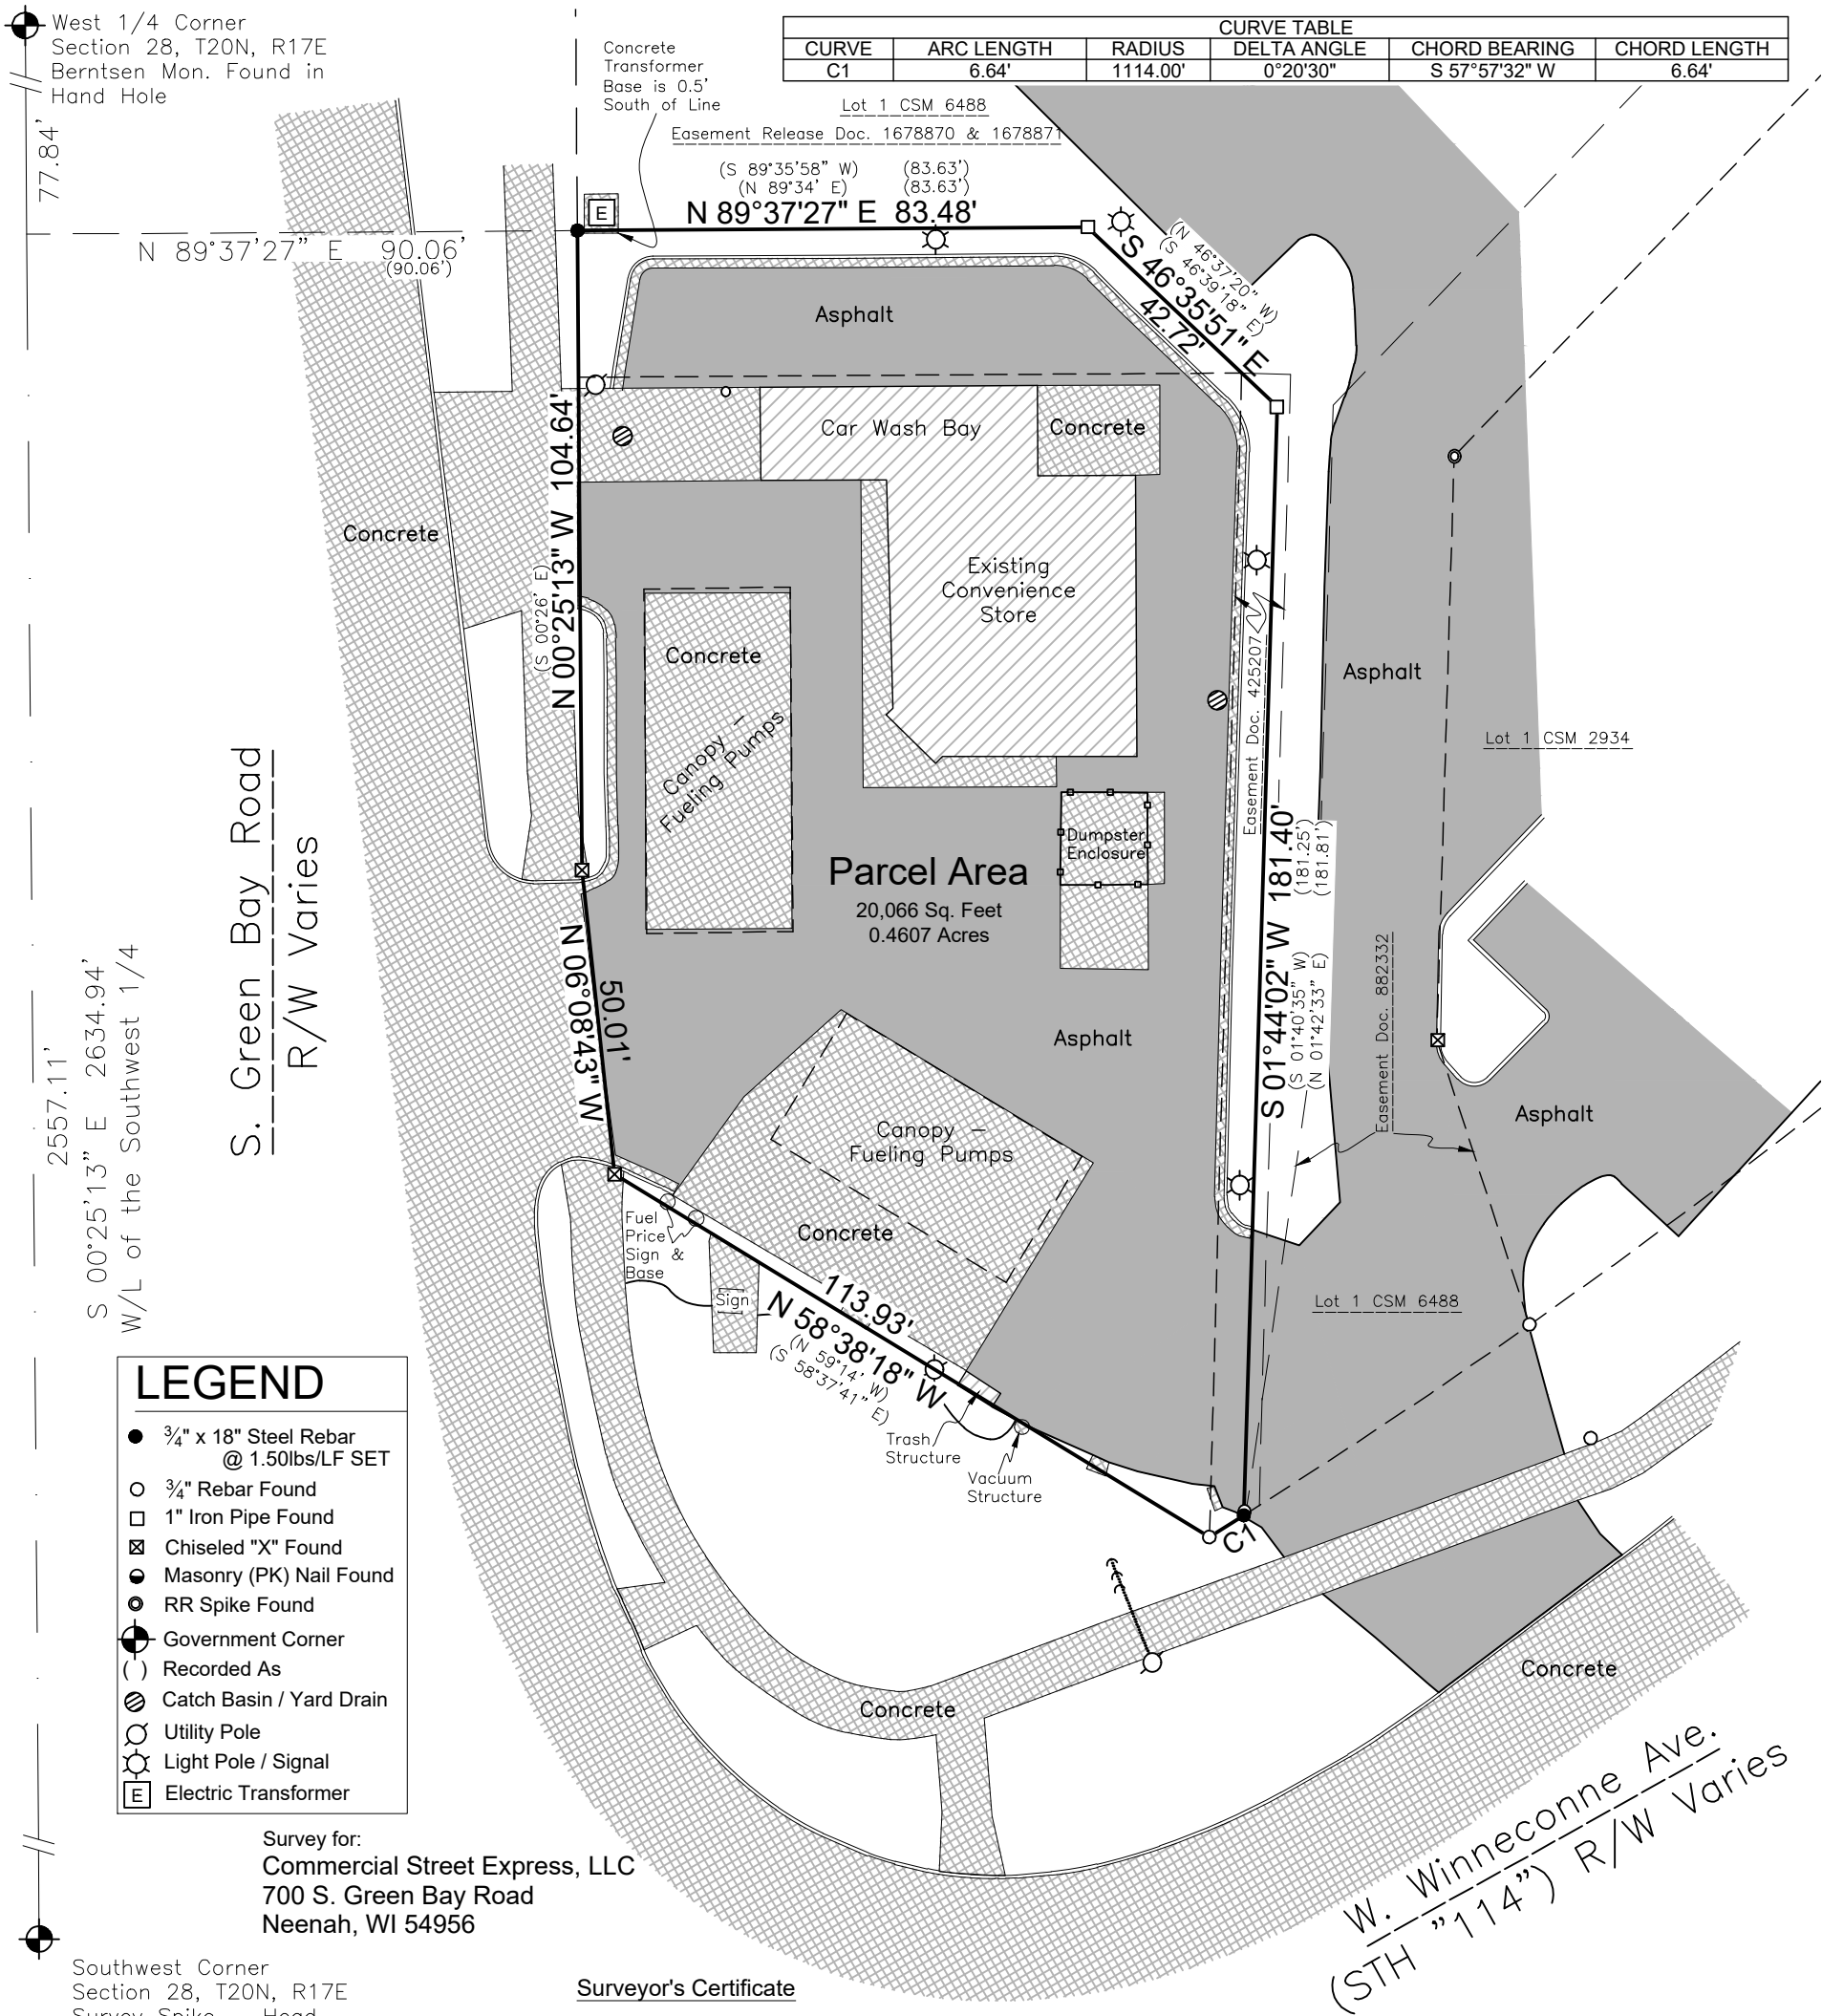 West 1/4 Corner
Section 28, T20N, R17E
Berntsen Mon. Found in
Hand Hole
77.84'
Concrete
Transformer
Base is 0.5'
South of Line
CURVE TABLE
CURVE ARC LENGTH RADIUS DELTA ANGLE CHORD BEARING CHORD LENGTH
C1 6.64' 1114.00' 0°20'30" S 57°57'32" W 6.64'
Lot 1 CSM 6488
Easement Release Doc. 1678870 & 1678871
(S 89°35'58" W) (83.63')
(N 89°34' E) (83.63')
N 89°37'27" E 83.48'
E
N 89°37'27" E 90.06'
(90.06')
(N 46°37'20" W)
(S 46°39'18" E)
S 46°35'51" E
42.72'
Asphalt
Car Wash Bay
Concrete
N 00°25'13" W 104.64'
(S 00°26' E)
Concrete
Existing
Convenience
Store
Concrete
Canopy –
Fueling Pumps
Easement Doc. 425207
Asphalt
Lot 1 CSM 2934
Dumpster
Enclosure
Parcel Area
20,066 Sq. Feet
0.4607 Acres
S 01°44'02" W 181.40'
(S 01°40'35" W) (181.25')
(N 01°42'33" E) (181.81')
Easement Doc. 882332
S. Green Bay Road
R/W Varies
2557.11'
S 00°25'13" E 2634.94'
W/L of the Southwest 1/4
N 06°08'43" W
50.01'
Asphalt
Asphalt
Canopy –
Fueling Pumps
Concrete
Fuel
Price
Sign &
Base
Sign
113.93'
N 58°38'18" W
(N 59°14' W)
(S 58°37'41" E)
Trash
Structure
Vacuum
Structure
C1
Lot 1 CSM 6488
LEGEND
¾" x 18" Steel Rebar
@ 1.50lbs/LF SET
¾" Rebar Found
1" Iron Pipe Found
Chiseled "X" Found
Masonry (PK) Nail Found
RR Spike Found
Government Corner
( ) Recorded As
Catch Basin / Yard Drain
Utility Pole
Light Pole / Signal
E Electric Transformer
Concrete
Concrete
W. Winneconne Ave.
(STH "114") R/W Varies
Survey for:
Commercial Street Express, LLC
700 S. Green Bay Road
Neenah, WI 54956
Southwest Corner
Section 28, T20N, R17E
Survey Spike Head
Surveyor's Certificate